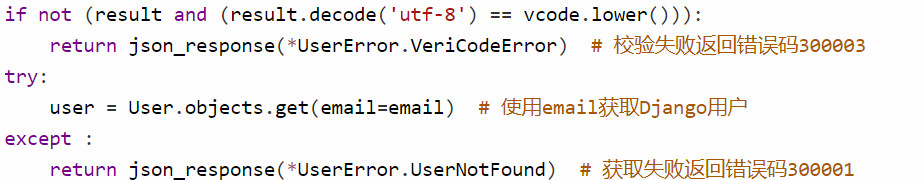 if not (result and (result.decode('utf-8') == vcode.lower())):
    return json_response(*UserError.VeriCodeError)  # 校验失败返回错误码300003
try:
    user = User.objects.get(email=email)  # 使用email获取Django用户
except :
    return json_response(*UserError.UserNotFound)  # 获取失败返回错误码300001